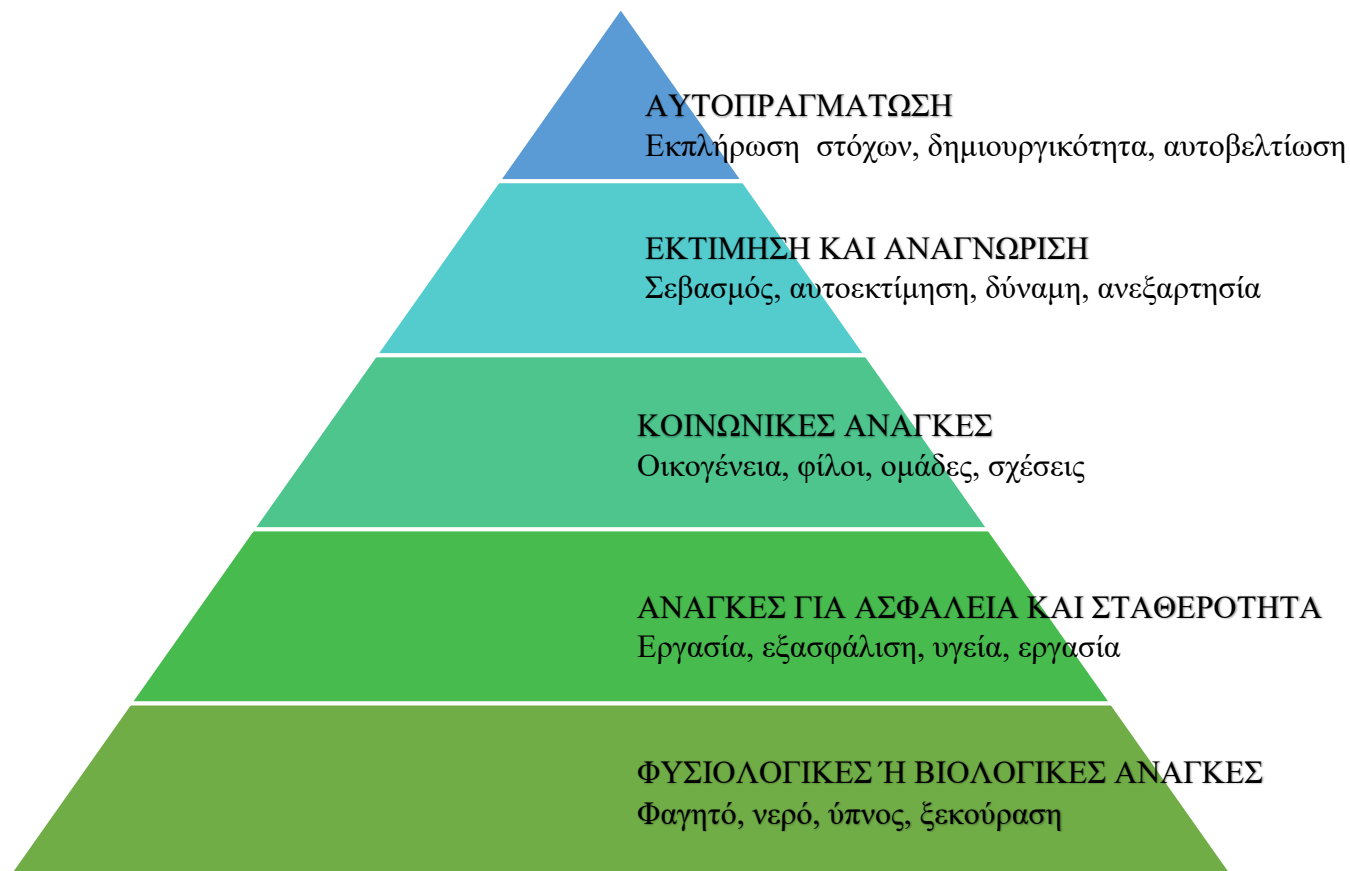 ΑΥΤΟΠΡΑΓΜΑΤΩΣΗ
Εκπλήρωση  στόχων, δημιουργικότητα, αυτοβελτίωση
ΕΚΤΙΜΗΣΗ ΚΑΙ ΑΝΑΓΝΩΡΙΣΗ
Σεβασμός, αυτοεκτίμηση, δύναμη, ανεξαρτησία
ΚΟΙΝΩΝΙΚΕΣ ΑΝΑΓΚΕΣ
Οικογένεια, φίλοι, ομάδες, σχέσεις
ΑΝΑΓΚΕΣ ΓΙΑ ΑΣΦΑΛΕΙΑ ΚΑΙ ΣΤΑΘΕΡΟΤΗΤΑ
Εργασία, εξασφάλιση, υγεία, εργασία
ΦΥΣΙΟΛΟΓΙΚΕΣ Ή ΒΙΟΛΟΓΙΚΕΣ ΑΝΑΓΚΕΣ
Φαγητό, νερό, ύπνος, ξεκούραση